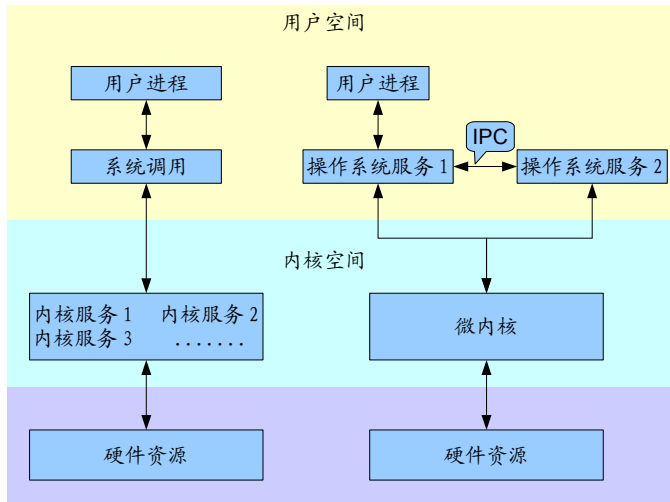 用户空间
用户进程
用户进程
IPC
系统调用
操作系统服务 1
操作系统服务 2
内核空间
内核服务 1 内核服务 2
内核服务 3 .......
微内核
硬件资源
硬件资源